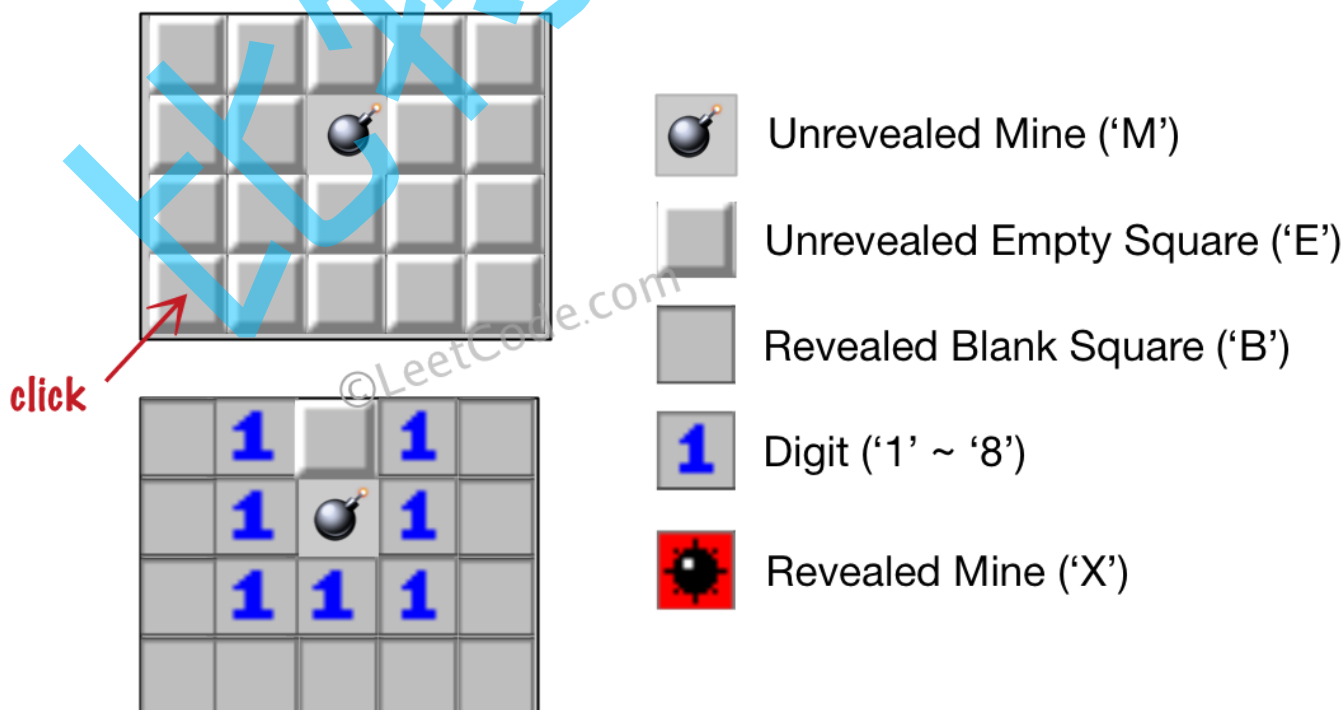 Unrevealed Mine (‘M’)
Unrevealed Empty Square (‘E’)
©LeetCode.com
Revealed Blank Square (‘B’)
click
1 1
1 Digit (‘1’ ~ ‘8’)
1 1
Revealed Mine (‘X’)
1 1 1